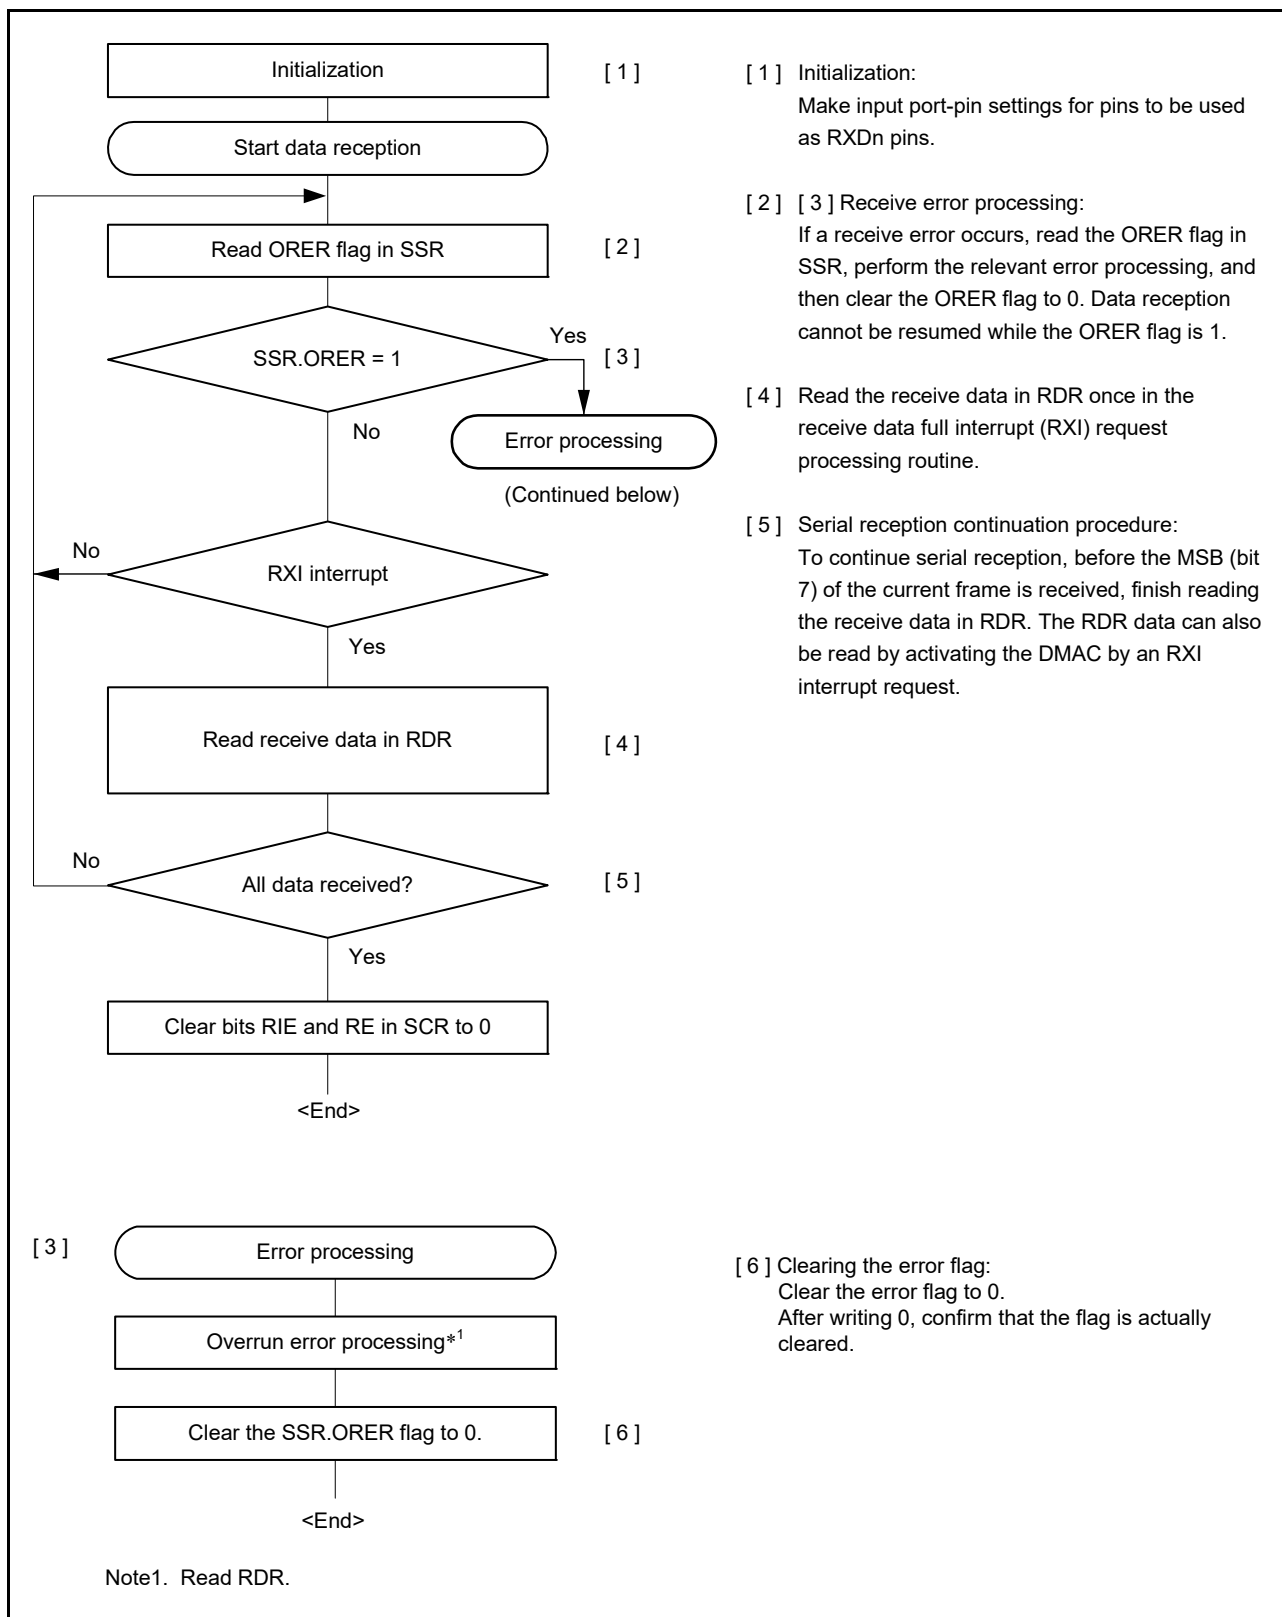 Initialization
[ 1 ]
Start data reception
Read ORER flag in SSR
[ 2 ]
SSR.ORER = 1
Yes
[ 3 ]
No
Error processing
(Continued below)
No
RXI interrupt
Yes
Read receive data in RDR
[ 4 ]
No
All data received?
[ 5 ]
Yes
Clear bits RIE and RE in SCR to 0
<End>
[ 1 ] Initialization:
Make input port-pin settings for pins to be used
as RXDn pins.
[ 2 ] [ 3 ] Receive error processing:
If a receive error occurs, read the ORER flag in
SSR, perform the relevant error processing, and
then clear the ORER flag to 0. Data reception
cannot be resumed while the ORER flag is 1.
[ 4 ] Read the receive data in RDR once in the
receive data full interrupt (RXI) request
processing routine.
[ 5 ] Serial reception continuation procedure:
To continue serial reception, before the MSB (bit
7) of the current frame is received, finish reading
the receive data in RDR. The RDR data can also
be read by activating the DMAC by an RXI
interrupt request.
[ 3 ]
Error processing
Overrun error processing*1
Clear the SSR.ORER flag to 0.
[ 6 ]
<End>
[ 6 ] Clearing the error flag:
Clear the error flag to 0.
After writing 0, confirm that the flag is actually
cleared.
Note1. Read RDR.